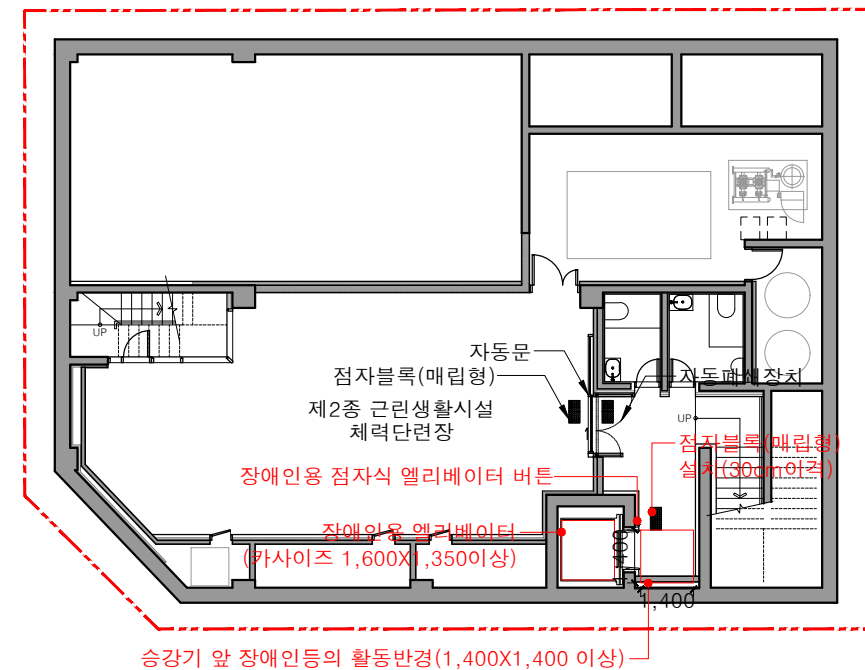 UP
자동문
점자블록(매립형)
자동폐쇄장치
제2종 근린생활시설
체력단련장
UP
점자블록(매립형)
설치(30cm이격)
장애인용 점자식 엘리베이터 버튼
장애인용 엘리베이터
(카사이즈 1,600X1,350이상)
1,400
1,400
승강기 앞 장애인등의 활동반경(1,400X1,400 이상)